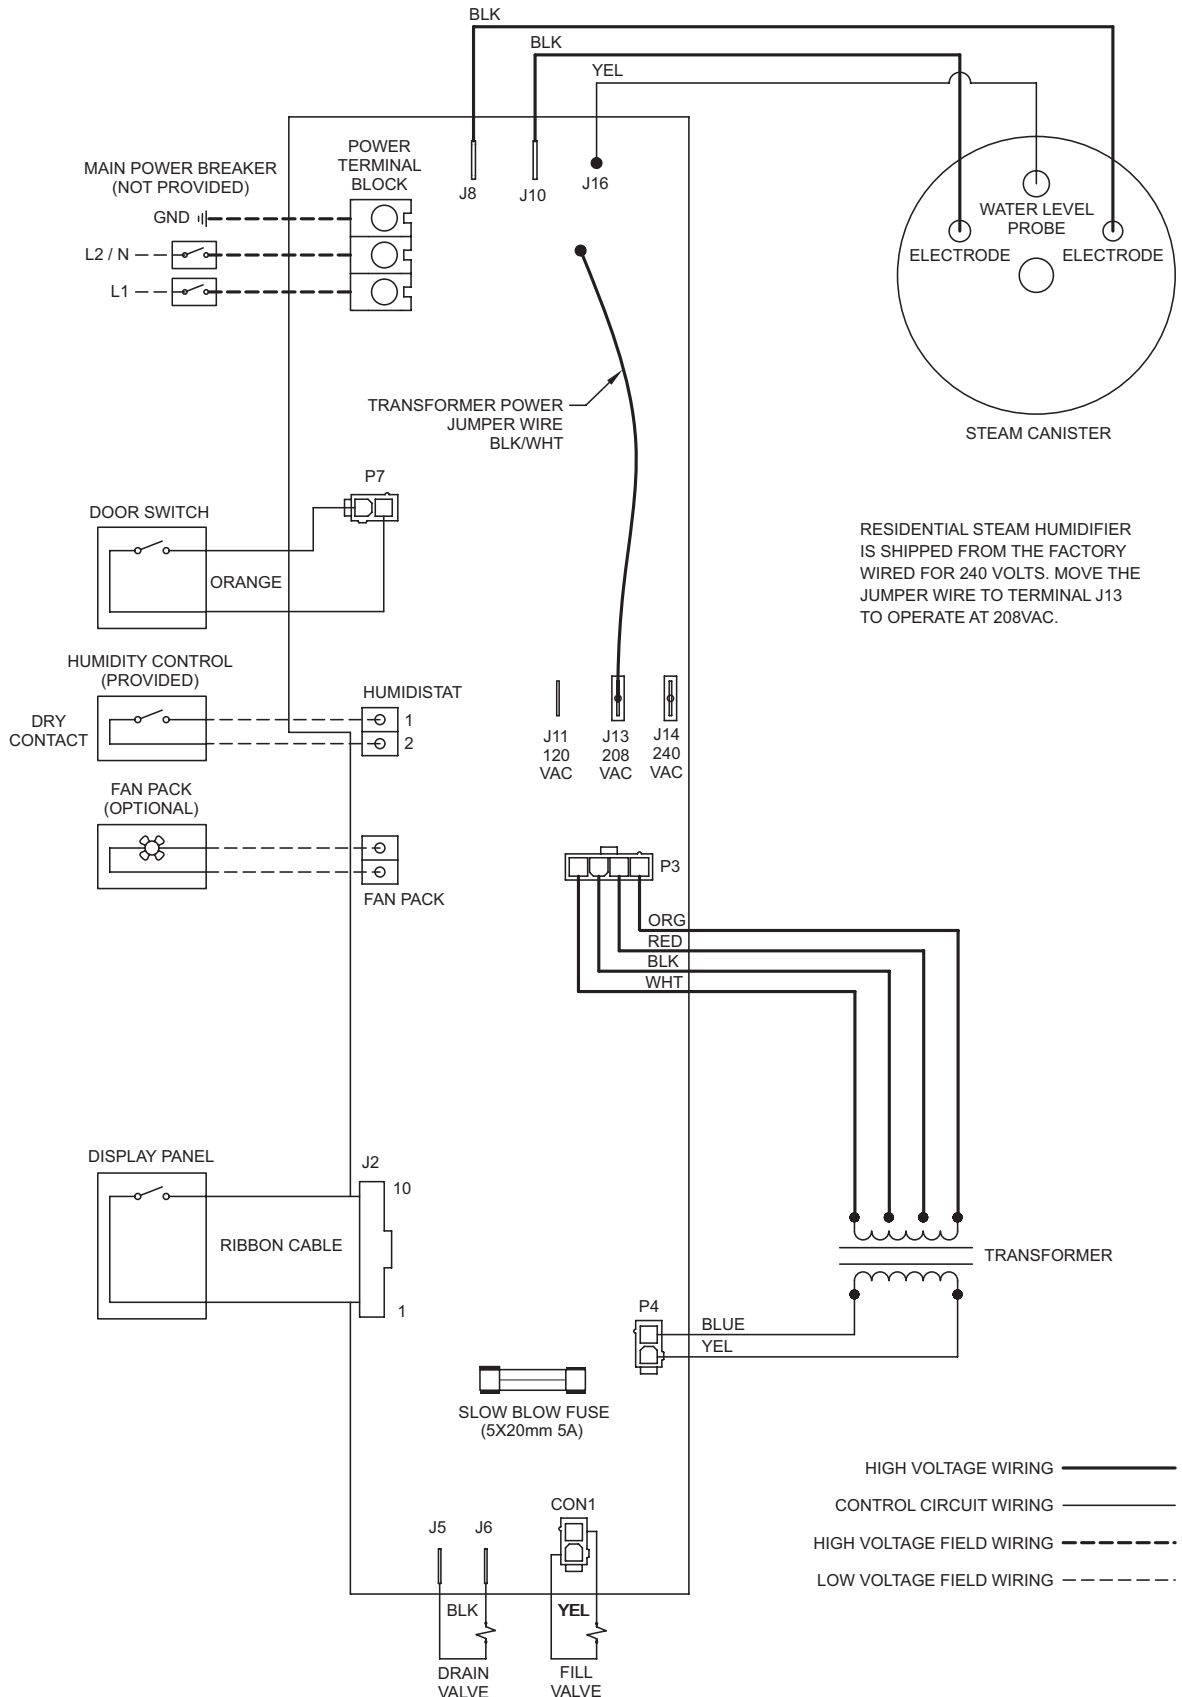 BLK
BLK
YEL
POWER
TERMINAL
BLOCK
MAIN POWER BREAKER
(NOT PROVIDED)
GND
L2 / N
L1
J8
J10
J16
WATER LEVEL
PROBE
ELECTRODE
ELECTRODE
STEAM CANISTER
TRANSFORMER POWER
JUMPER WIRE
BLK/WHT
P7
DOOR SWITCH
ORANGE
RESIDENTIAL STEAM HUMIDIFIER
IS SHIPPED FROM THE FACTORY
WIRED FOR 240 VOLTS. MOVE THE
JUMPER WIRE TO TERMINAL J13
TO OPERATE AT 208VAC.
HUMIDITY CONTROL
(PROVIDED)
DRY
CONTACT
HUMIDISTAT
1
2
J11
120
VAC
J13
208
VAC
J14
240
VAC
FAN PACK
(OPTIONAL)
FAN PACK
P3
ORG
RED
BLK
WHT
DISPLAY PANEL
J2
10
RIBBON CABLE
1
TRANSFORMER
P4
BLUE
YEL
SLOW BLOW FUSE
(5X20mm 5A)
HIGH VOLTAGE WIRING
CONTROL CIRCUIT WIRING
HIGH VOLTAGE FIELD WIRING
LOW VOLTAGE FIELD WIRING
J5
J6
CON1
BLK
YEL
DRAIN
VALVE
FILL
VALVE